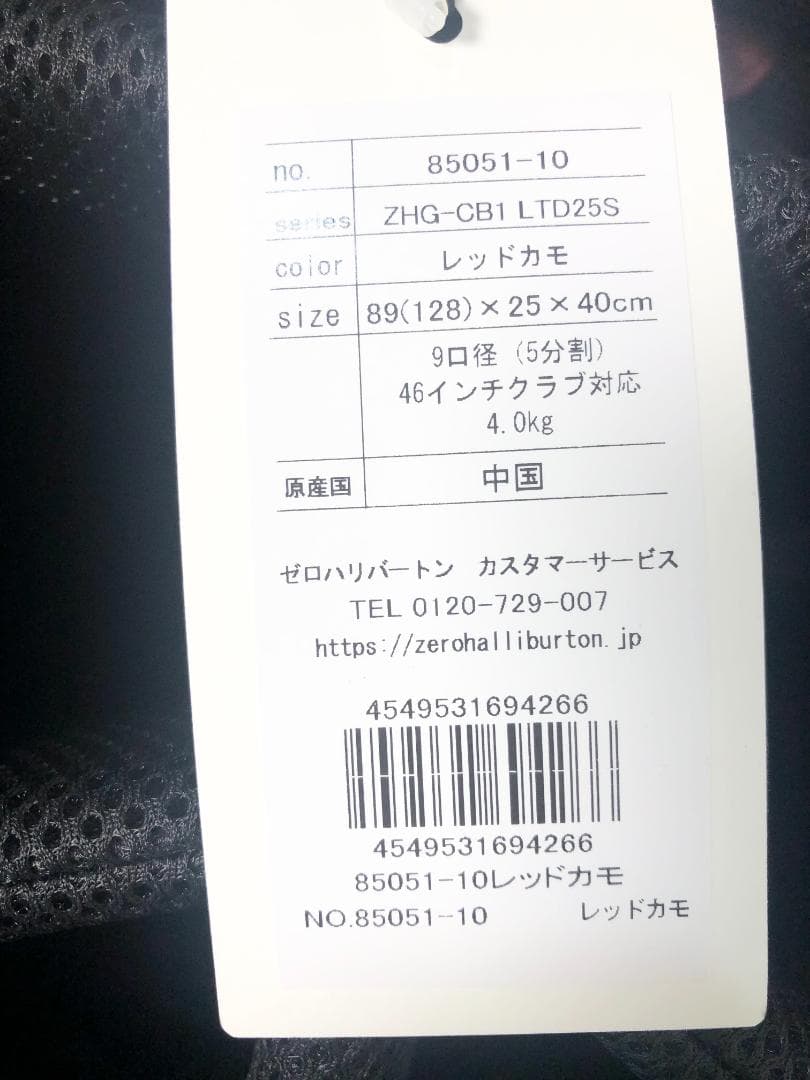 no. 85051-10
series ZHG-CB1 LTD25S
color レッドカモ
size 89(128)×25×40cm
9口径 (5分割)
46インチクラブ対応
4.0kg
原産国 中国
ゼロハリバートン カスタマーサービス
TEL 0120-729-007
https://zerohalliburton.jp
4549531694266
4549531694266
85051-10レッドカモ
NO.85051-10 レッドカモ